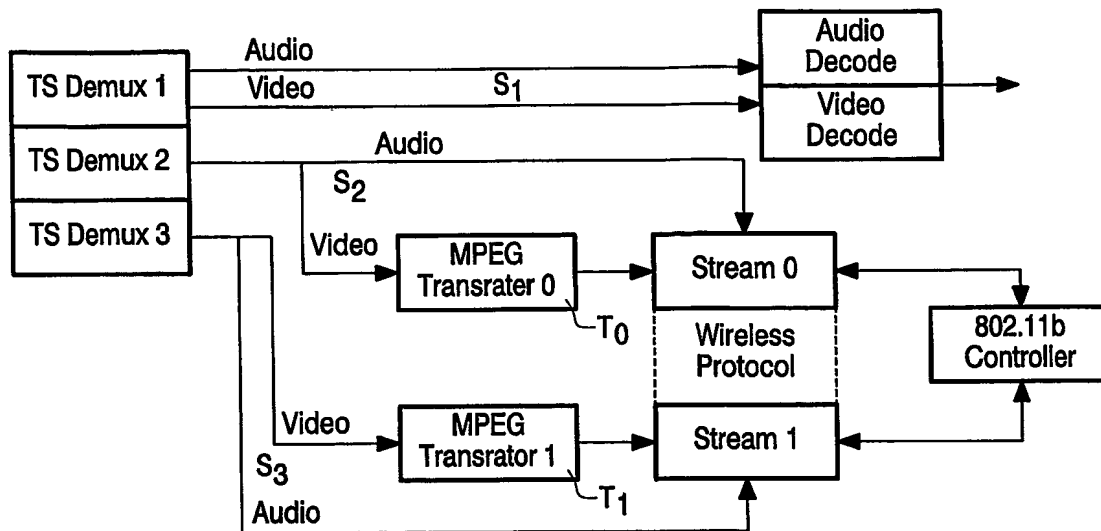 TS Demux 1
TS Demux 2
TS Demux 3
Audio
Video
S1
Audio
Decode
Video
Decode
Audio
S2
Video
MPEG
Transrater 0
T0
Stream 0
Wireless
Protocol
802.11b
Controller
Video
S3
MPEG
Transrator 1
T1
Stream 1
Audio